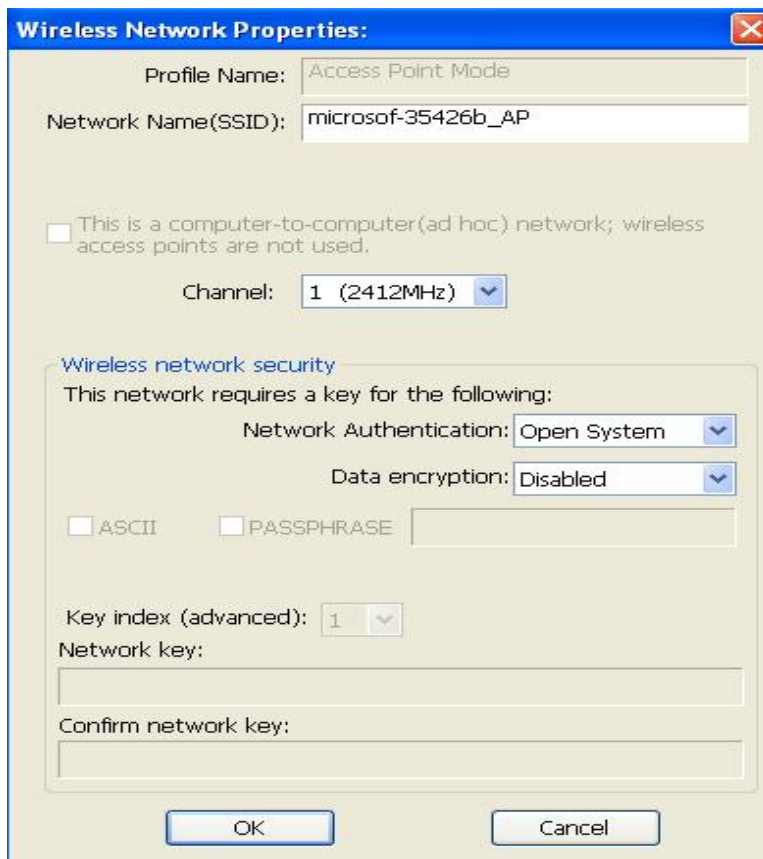 Wireless Network Properties:
Profile Name: Access Point Mode
Network Name(SSID): microsof-35426b_AP
This is a computer-to-computer(ad hoc) network; wireless
access points are not used.
Channel: 1 (2412MHz)
Wireless network security
This network requires a key for the following:
Network Authentication: Open System
Data encryption: Disabled
ASCII PASSPHRASE
Key index (advanced): 1
Network key:
Confirm network key:
OK Cancel